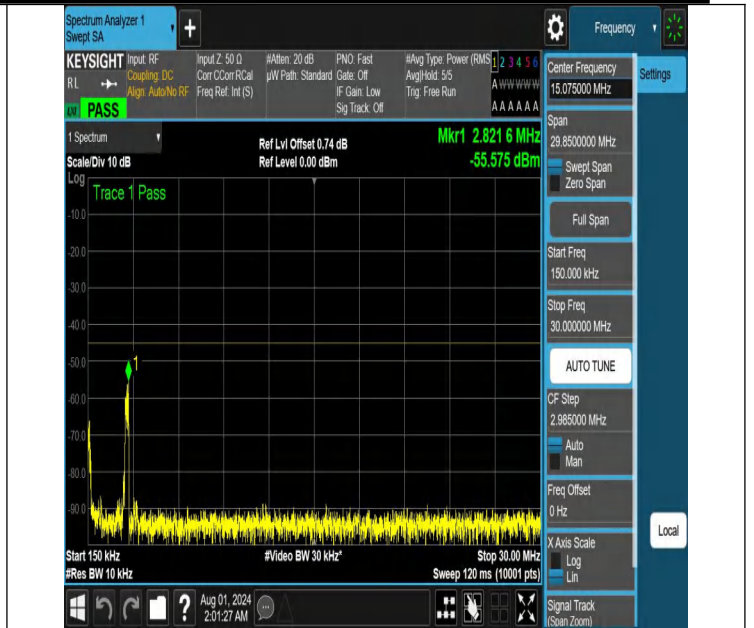 Spectrum Analyzer 1
Swept SA
+
Frequency
KEYSIGHT
RL
PASS
Input: RF
Coupling: DC
Align: Auto/No RF
Input Z: 50 Ω
Corr CCorr RCal
Freq Ref: Int (S)
#Atten: 20 dB
µW Path: Standard
PNO: Fast
Gate: Off
IF Gain: Low
Sig Track: Off
#Avg Type: Power (RMS
Avg|Hold: 5/5
Trig: Free Run
1 2 3 4 5 6
A W W W W W
A A A A A A
1 Spectrum
Scale/Div 10 dB
Ref Lvl Offset 0.74 dB
Ref Level 0.00 dBm
Mkr1 2.821 6 MHz
-55.575 dBm
Log
Trace 1 Pass
-10.0
-20.0
-30.0
-40.0
-50.0
-60.0
-70.0
-80.0
-90.0
1
Start 150 kHz
#Res BW 10 kHz
#Video BW 30 kHz*
Stop 30.00 MHz
Sweep 120 ms (10001 pts)
Center Frequency
15.075000 MHz
Settings
Span
29.8500000 MHz
Swept Span
Zero Span
Full Span
Start Freq
150.000 kHz
Stop Freq
30.000000 MHz
AUTO TUNE
CF Step
2.985000 MHz
Auto
Man
Freq Offset
0 Hz
X Axis Scale
Log
Lin
Local
Signal Track
(Span Zoom)
?
Aug 01, 2024
2:01:27 AM